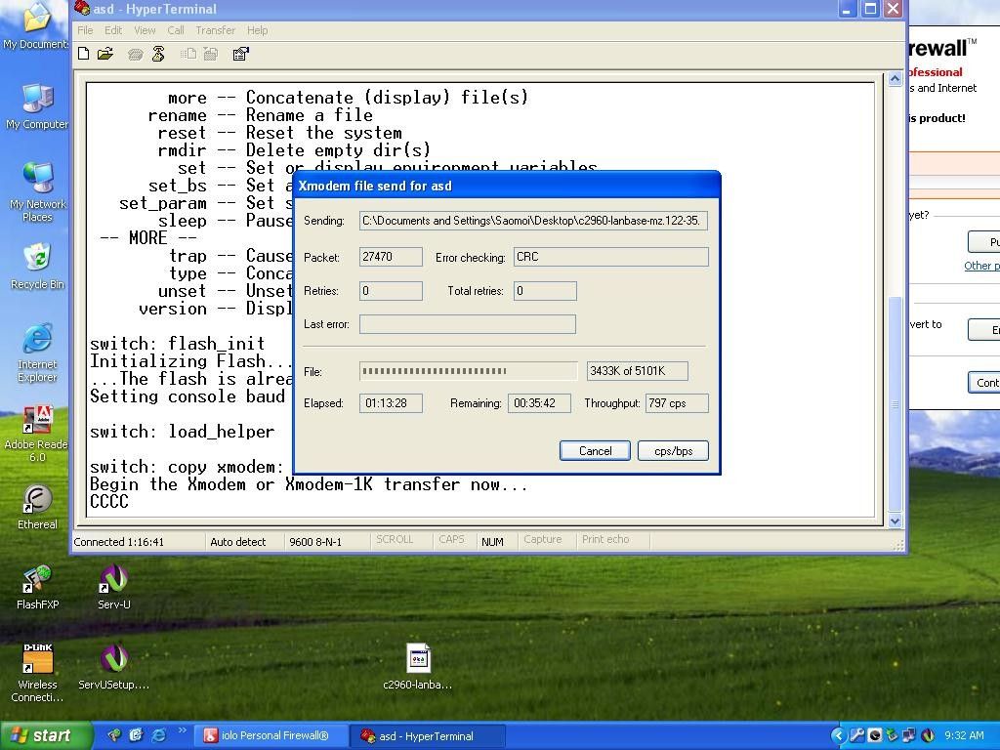 My Documents
My Computer
My Network
Places
Recycle Bin
Internet
Explorer
Adobe Reade
6.0
Ethereal
FlashFXP
Serv-U
D-Link
Wireless
Connecti...
ServUSetup....
c2960-lanba...
asd - HyperTerminal
File Edit View Call Transfer Help
more -- Concatenate (display) file(s)
rename -- Rename a file
reset -- Reset the system
rmdir -- Delete empty dir(s)
set -- Set or display environment variables
set_bs -- Set a
set_param -- Set s
sleep -- Pause
-- MORE --
trap -- Cause
type -- Conca
unset -- Unset
version -- Displ
switch: flash_init
Initializing Flash...
...The flash is alrea
Setting console baud
switch: load_helper
switch: copy xmodem:
Begin the Xmodem or Xmodem-1K transfer now...
CCCC
Connected 1:16:41 Auto detect 9600 8-N-1 SCROLL CAPS NUM Capture Print echo
Xmodem file send for asd
Sending: C:\Documents and Settings\Saomoi\Desktop\c2960-lanbase-mz.122-35.
Packet: 27470 Error checking: CRC
Retries: 0 Total retries: 0
Last error:
File: 3433K of 5101K
Elapsed: 01:13:28 Remaining: 00:35:42 Throughput: 797 cps
Cancel cps/bps
rewall™
ofessional
s and Internet
is product!
yet?
Pu
Other p
vert to
En
Cont
start iolo Personal Firewall® asd - HyperTerminal 9:32 AM